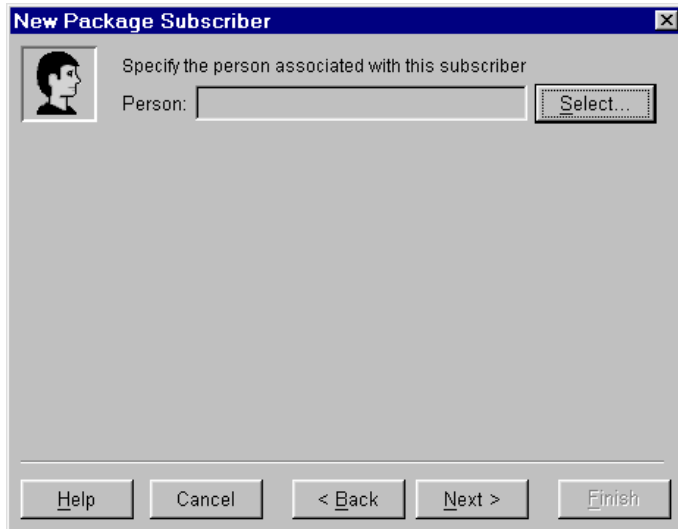 New Package Subscriber
Specify the person associated with this subscriber
Person: Select...
Help Cancel < Back Next > Finish